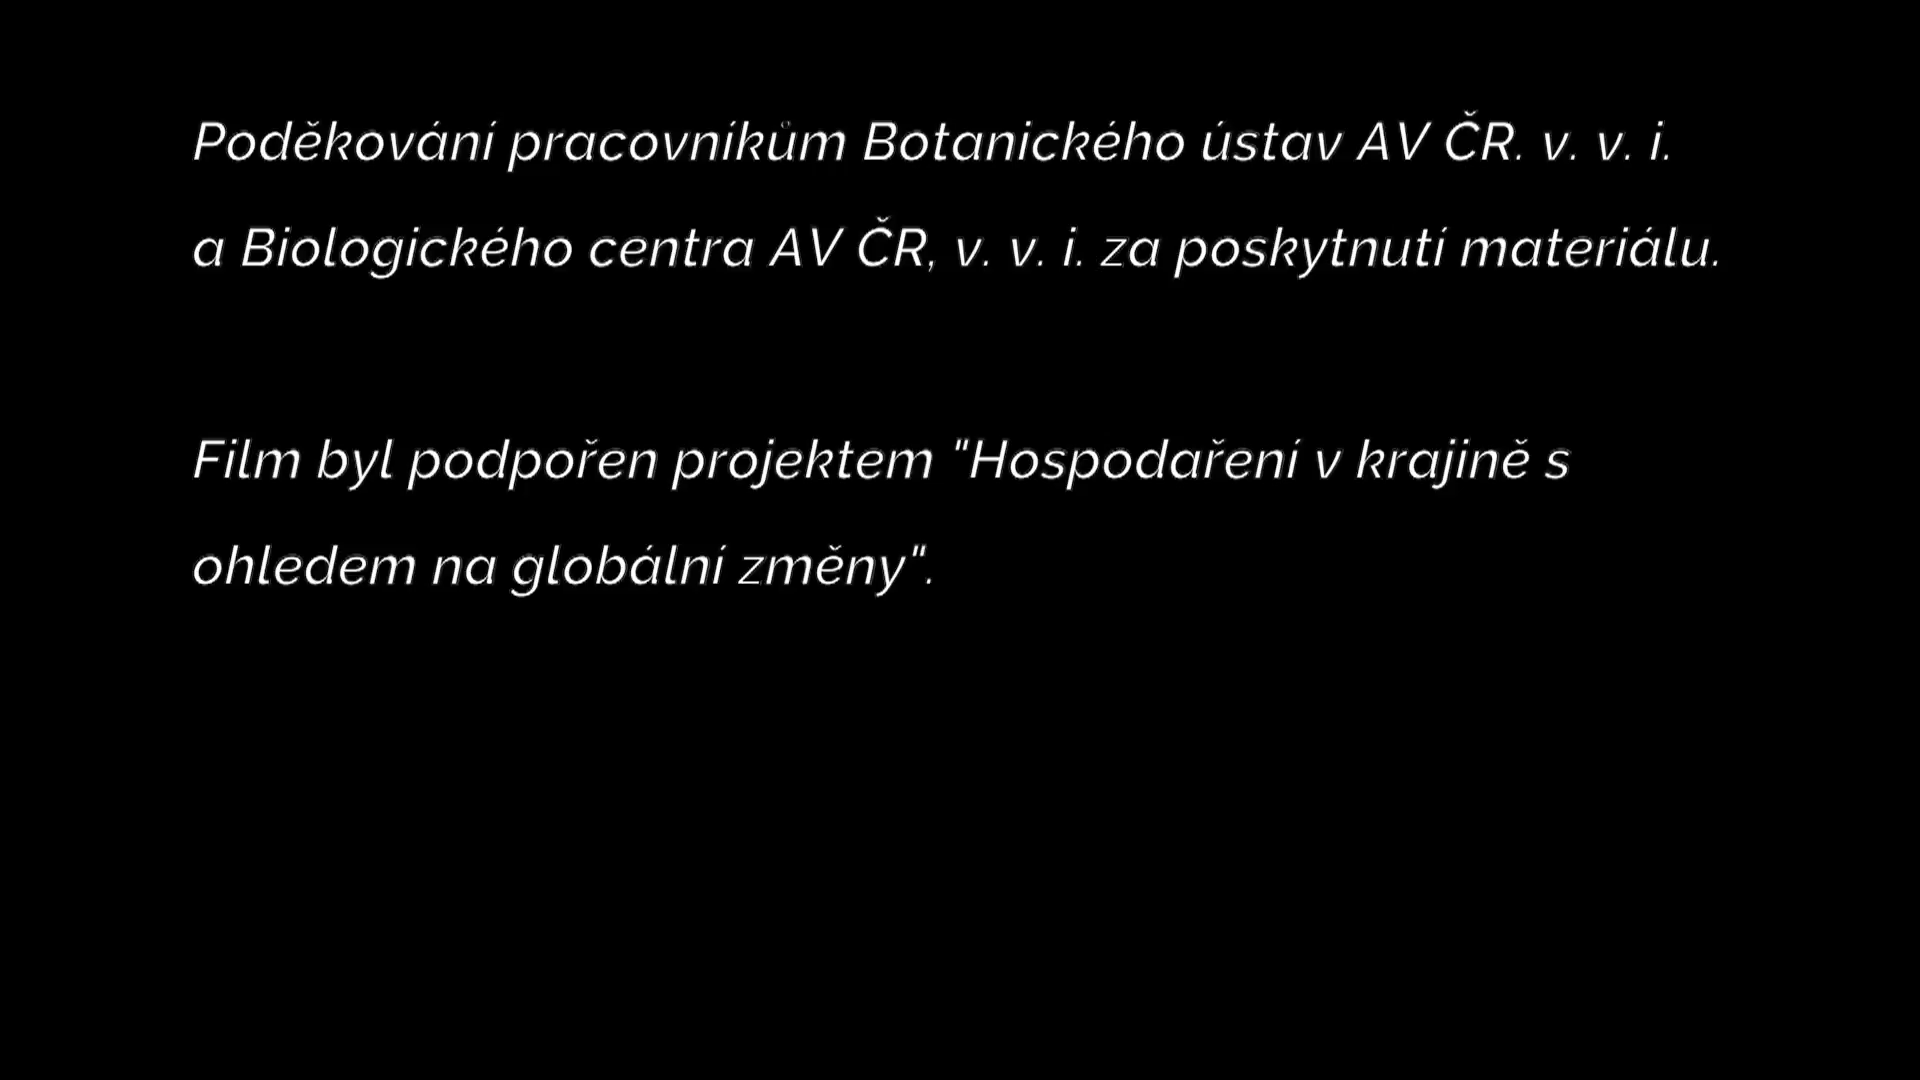 Poděkování pracovníkům Botanického ústav AV ČR. v. v. i.
a Biologického centra AV ČR, v. v. i. za poskytnutí materiálu.
Film byl podpořen projektem "Hospodaření v krajině s
ohledem na globální změny".